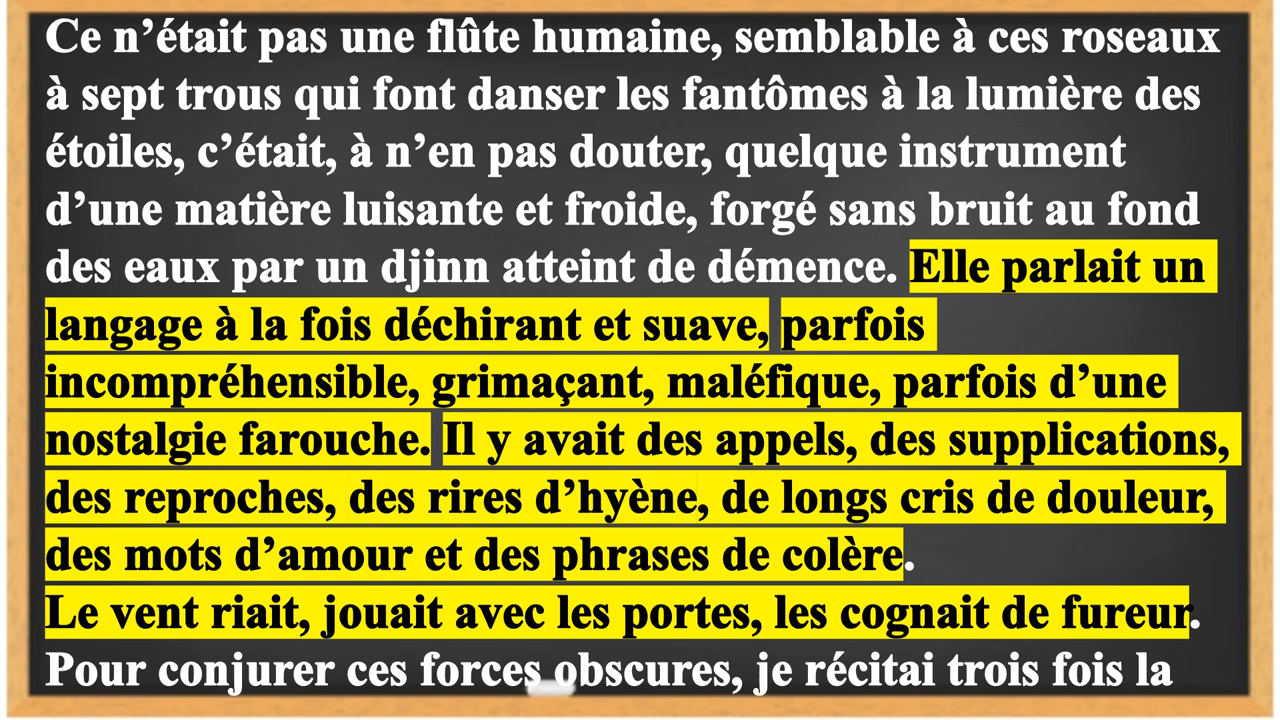 Ce n’était pas une flûte humaine, semblable à ces roseaux
à sept trous qui font danser les fantômes à la lumière des
étoiles, c’était, à n’en pas douter, quelque instrument
d’une matière luisante et froide, forgé sans bruit au fond
des eaux par un djinn atteint de démence. Elle parlait un
langage à la fois déchirant et suave, parfois
incompréhensible, grimaçant, maléfique, parfois d’une
nostalgie farouche. Il y avait des appels, des supplications,
des reproches, des rires d’hyène, de longs cris de douleur,
des mots d’amour et des phrases de colère.
Le vent riait, jouait avec les portes, les cognait de fureur.
Pour conjurer ces forces obscures, je récitai trois fois la